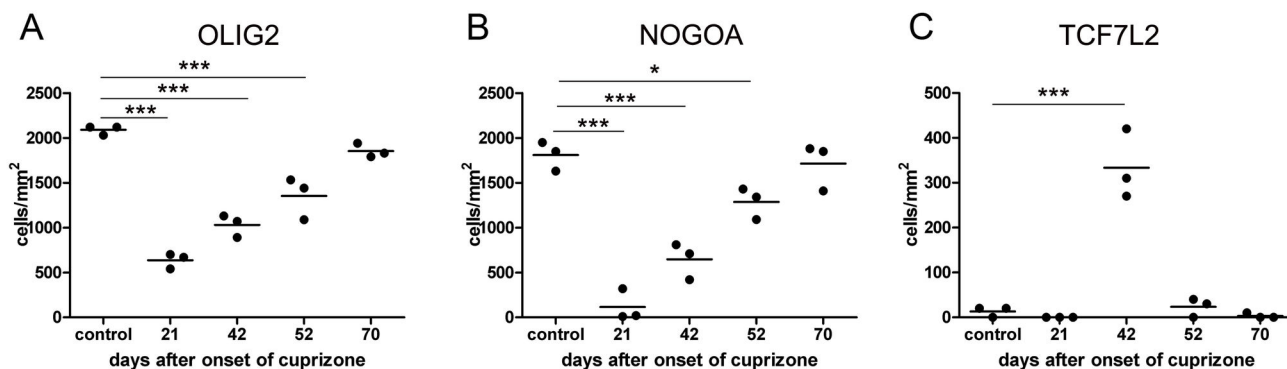 A OLIG2
***
***
***
2500
2000
1500
1000
500
0
cells/mm²
control 21 42 52 70
days after onset of cuprizone
B NOGOA
*
***
***
2500
2000
1500
1000
500
0
cells/mm²
control 21 42 52 70
days after onset of cuprizone
C TCF7L2
***
500
400
300
200
100
0
cells/mm²
control 21 42 52 70
days after onset of cuprizone